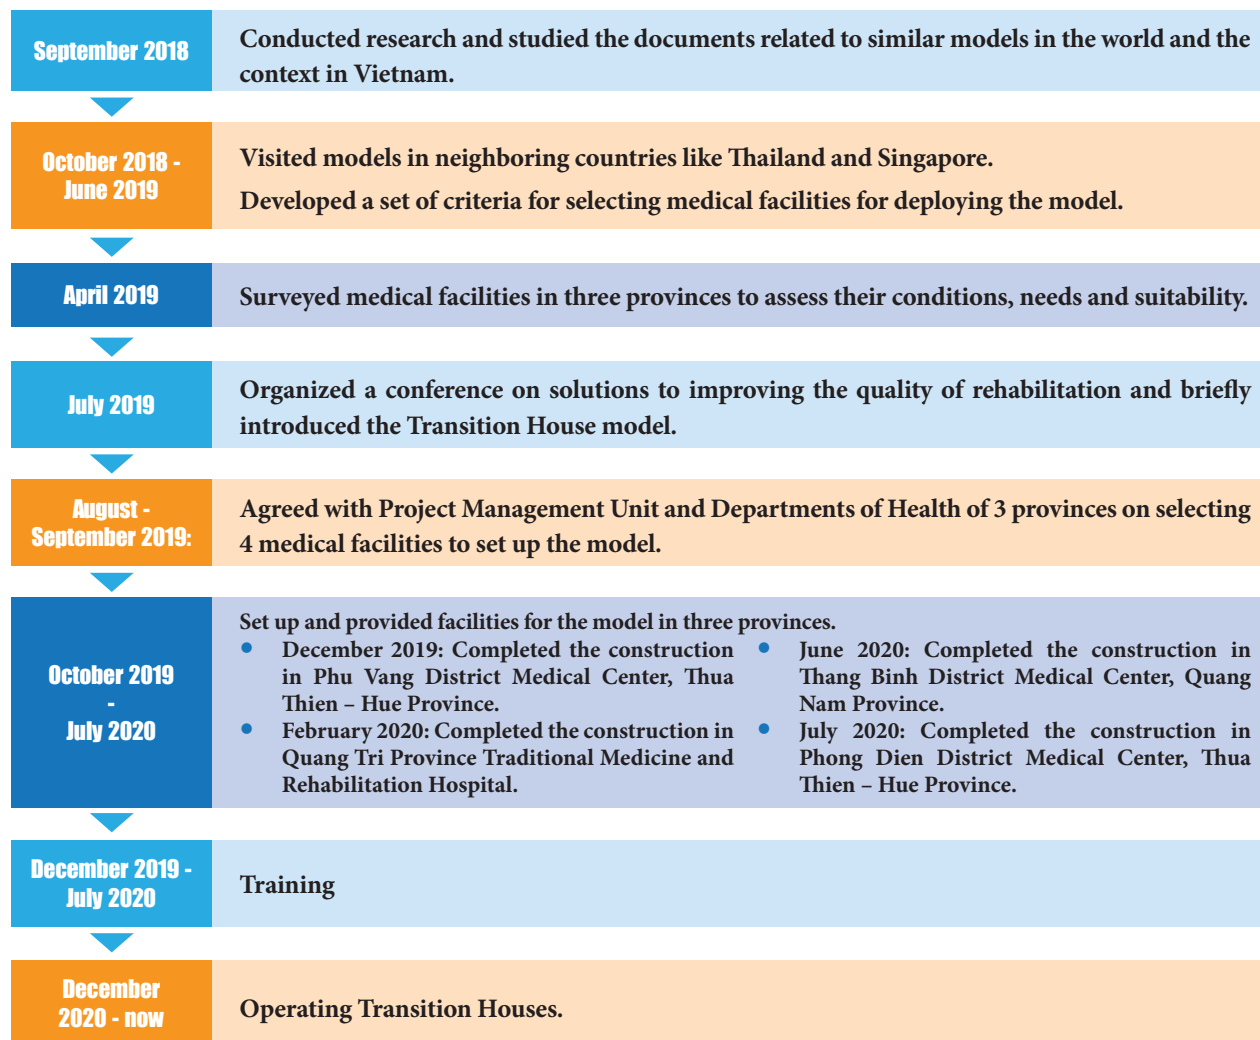 September 2018
Conducted research and studied the documents related to similar models in the world and the
context in Vietnam.
October 2018 -
June 2019
Visited models in neighboring countries like Thailand and Singapore.
Developed a set of criteria for selecting medical facilities for deploying the model.
April 2019
Surveyed medical facilities in three provinces to assess their conditions, needs and suitability.
July 2019
Organized a conference on solutions to improving the quality of rehabilitation and briefly
introduced the Transition House model.
August -
September 2019:
Agreed with Project Management Unit and Departments of Health of 3 provinces on selecting
4 medical facilities to set up the model.
October 2019
-
July 2020
Set up and provided facilities for the model in three provinces.
• December 2019: Completed the construction
in Phu Vang District Medical Center, Thua
Thien – Hue Province.
• February 2020: Completed the construction in
Quang Tri Province Traditional Medicine and
Rehabilitation Hospital.
• June 2020: Completed the construction in
Thang Binh District Medical Center, Quang
Nam Province.
• July 2020: Completed the construction in
Phong Dien District Medical Center, Thua
Thien – Hue Province.
December 2019 -
July 2020
Training
December
2020 - now
Operating Transition Houses.